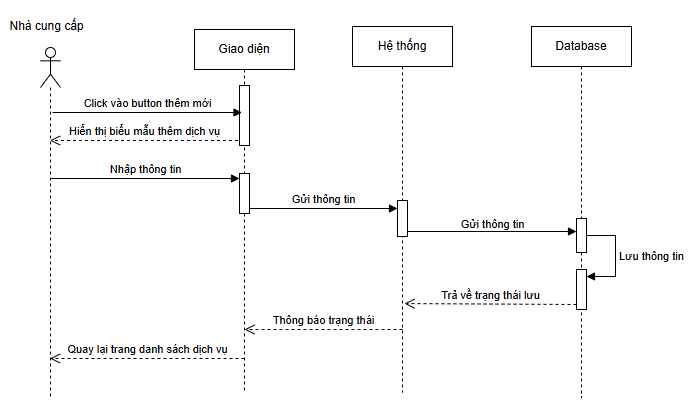 Nhà cung cấp
Giao diện
Hệ thống
Database
Click vào button thêm mới
Hiển thị biểu mẫu thêm dịch vụ
Nhập thông tin
Gửi thông tin
Gửi thông tin
Lưu thông tin
Trả về trạng thái lưu
Thông báo trạng thái
Quay lại trang danh sách dịch vụ